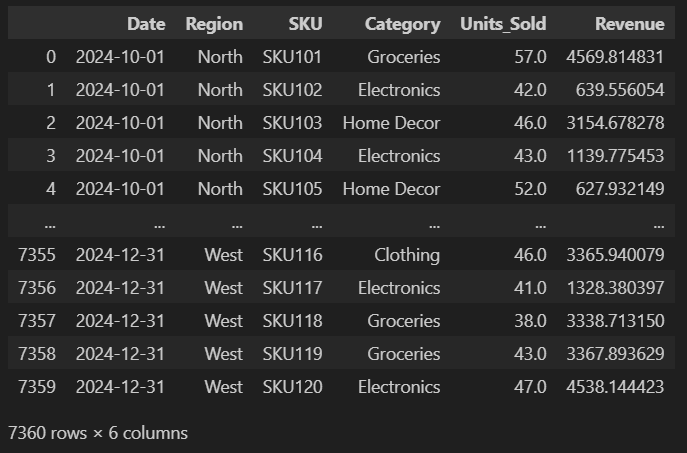 Date Region SKU Category Units_Sold Revenue
0 2024-10-01 North SKU101 Groceries 57.0 4569.814831
1 2024-10-01 North SKU102 Electronics 42.0 639.556054
2 2024-10-01 North SKU103 Home Decor 46.0 3154.678278
3 2024-10-01 North SKU104 Electronics 43.0 1139.775453
4 2024-10-01 North SKU105 Home Decor 52.0 627.932149
... ... ... ... ... ... ...
7355 2024-12-31 West SKU116 Clothing 46.0 3365.940079
7356 2024-12-31 West SKU117 Electronics 41.0 1328.380397
7357 2024-12-31 West SKU118 Groceries 38.0 3338.713150
7358 2024-12-31 West SKU119 Groceries 43.0 3367.893629
7359 2024-12-31 West SKU120 Electronics 47.0 4538.144423
7360 rows × 6 columns